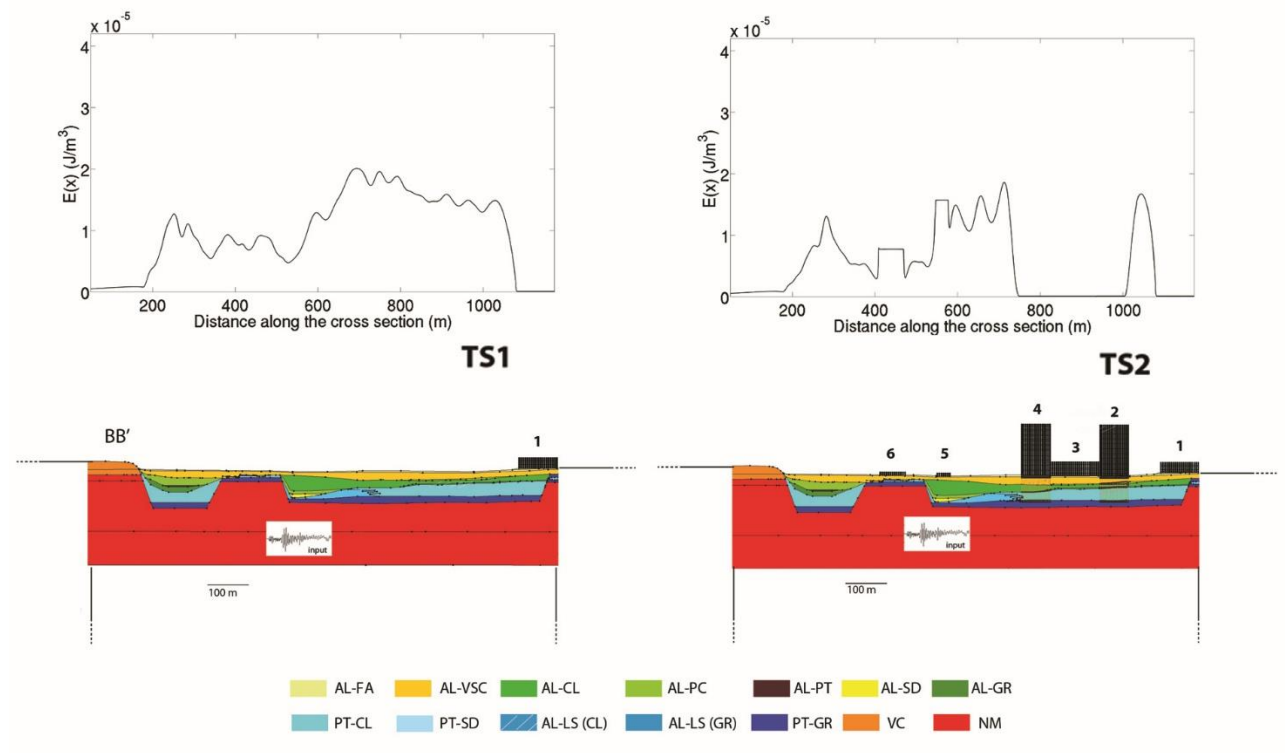 x 10⁻⁵
4
3
2
1
0
E(x) (J/m³)
200 400 600 800 1000
Distance along the cross section (m)
TS1
x 10⁻⁵
4
3
2
1
0
E(x) (J/m³)
200 400 600 800 1000
Distance along the cross section (m)
TS2
BB’
1
input
100 m
6 5 4 3 2 1
input
100 m
AL-FA AL-VSC AL-CL AL-PC AL-PT AL-SD AL-GR
PT-CL PT-SD AL-LS (CL) AL-LS (GR) PT-GR VC NM